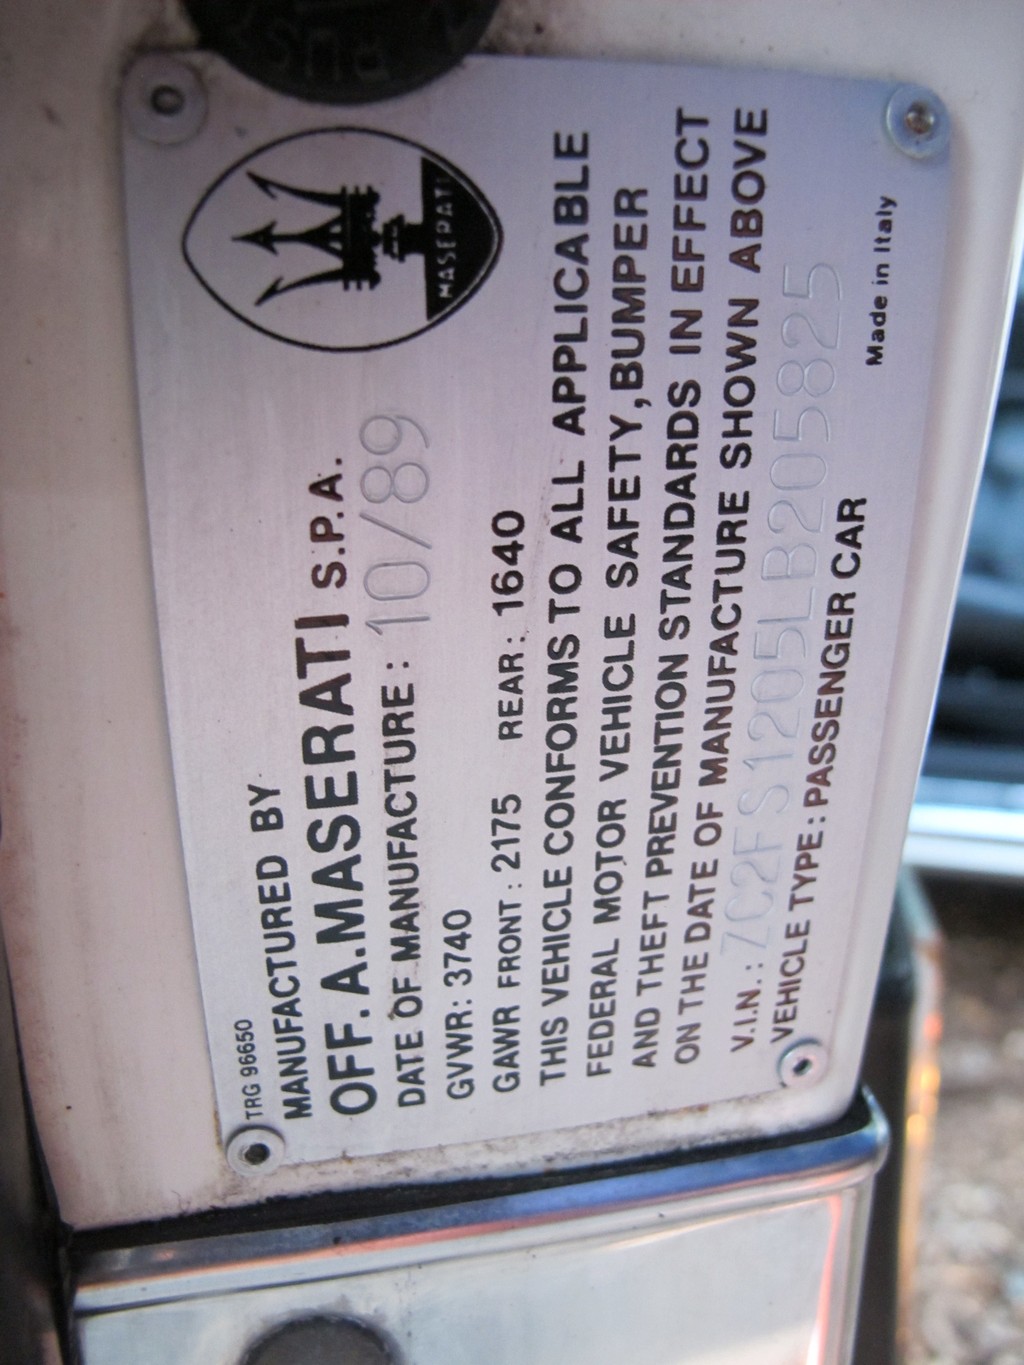 PUSH
MASERATI
TRG 96650
MANUFACTURED BY
OFF. A.MASERATI S.P.A.
DATE OF MANUFACTURE : 10/89
GVWR: 3740
GAWR FRONT : 2175 REAR: 1640
THIS VEHICLE CONFORMS TO ALL APPLICABLE
FEDERAL MOTOR VEHICLE SAFETY, BUMPER
AND THEFT PREVENTION STANDARDS IN EFFECT
ON THE DATE OF MANUFACTURE SHOWN ABOVE
V.I.N.: ZC2FS1205LB205825
VEHICLE TYPE : PASSENGER CAR
Made in Italy